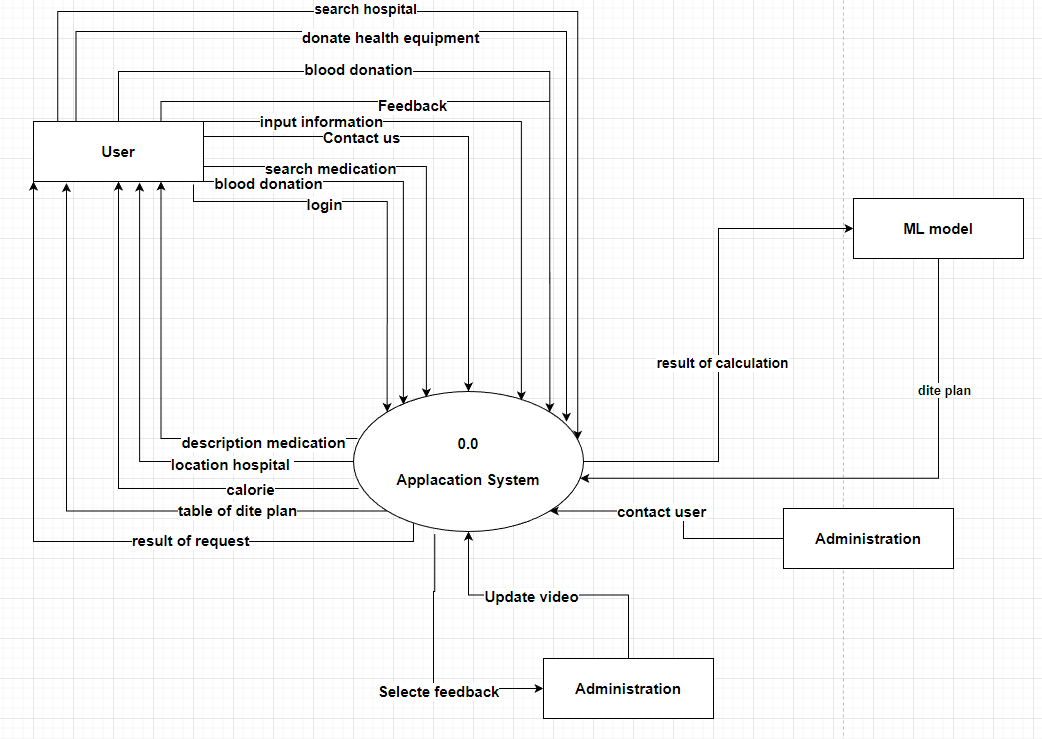 search hospital
donate health equipment
blood donation
Feedback
input information
Contact us
User
search medication
blood donation
login
ML model
result of calculation
dite plan
description medication
0.0
location hospital
Applacation System
calorie
table of dite plan
contact user
result of request
Administration
Update video
Selecte feedback
Administration